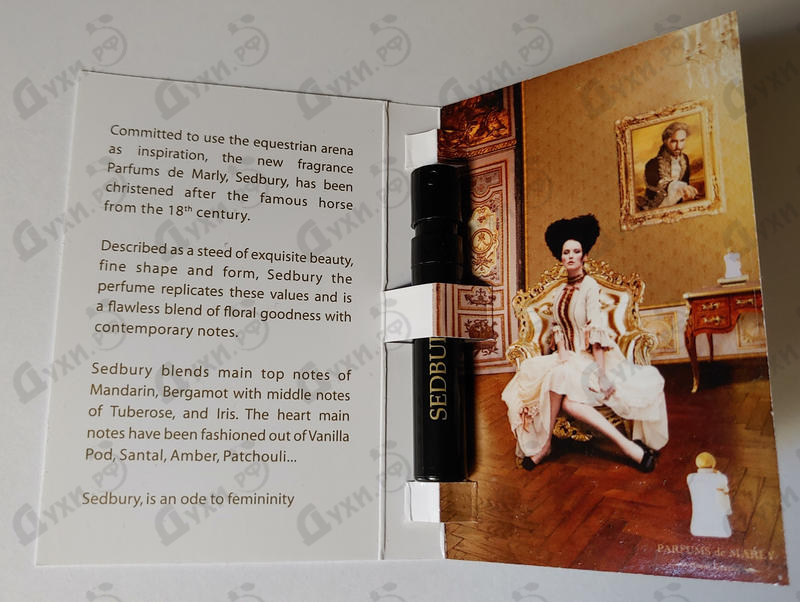 Committed to use the equestrian arena
as inspiration, the new fragrance
Parfums de Marly, Sedbury, has been
christened after the famous horse
from the 18th century.
Described as a steed of exquisite beauty,
fine shape and form, Sedbury the
perfume replicates these values and is
a flawless blend of floral goodness with
contemporary notes.
Sedbury blends main top notes of
Mandarin, Bergamot with middle notes
of Tuberose, and Iris. The heart main
notes have been fashioned out of Vanilla
Pod, Santal, Amber, Patchouli...
Sedbury, is an ode to femininity
SEDBU
PARFUMS de MARLY
Духи.РФ